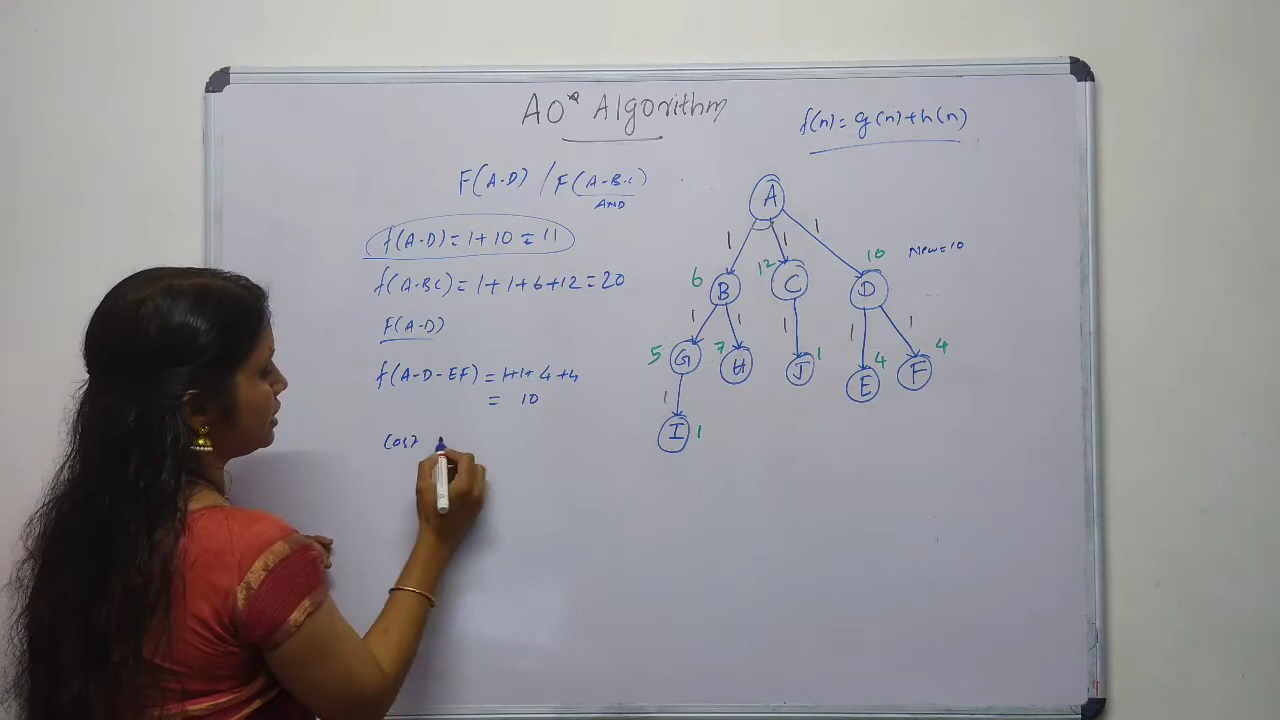 AO* Algorithm
f(n) = g(n) + h(n)
F(A-D) / F(A-B-C)
AND
f(A-D) = 1 + 10 = 11
f(A-BC) = 1 + 1 + 6 + 12 = 20
F(A-D)
f(A-D-EF) = 1+1+ 4 +4
= 10
Cost
A
1 1 1
6 12 10 New = 10
B C D
1 1 1 1 1
5 7 1 4 4
G H J E F
1
I 1